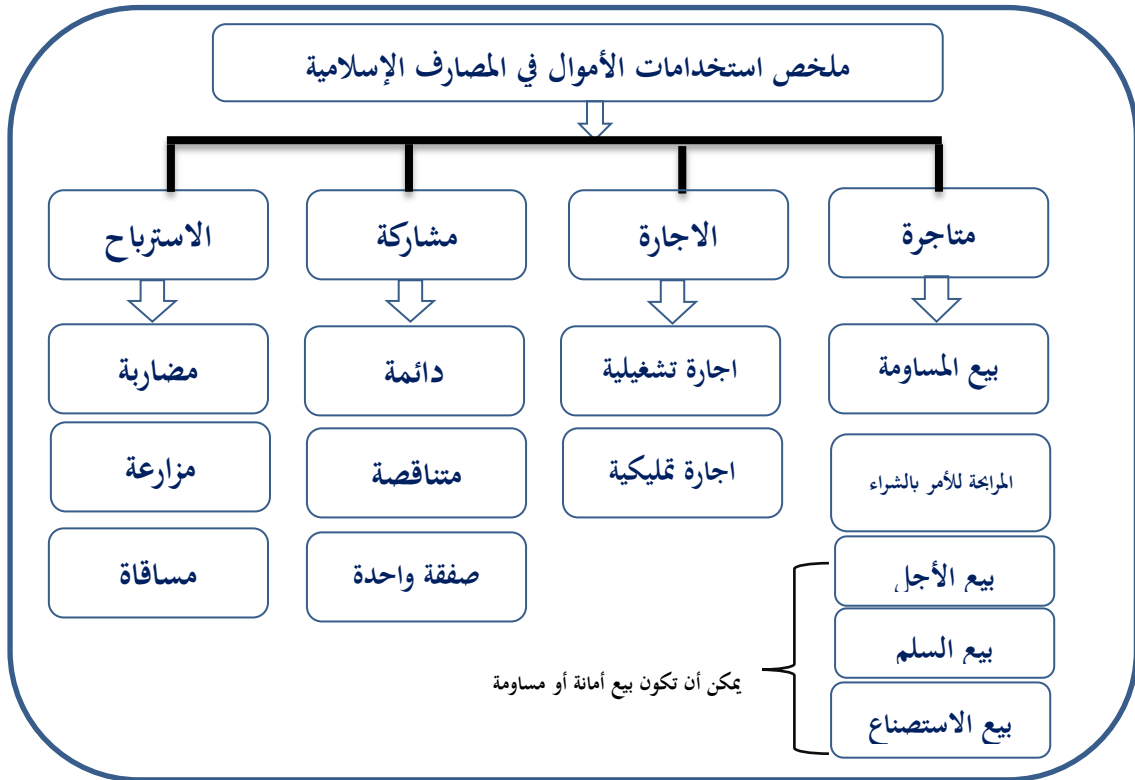 ملخص استخدامات الأموال في المصارف الإسلامية
متاجرة
الاجارة
مشاركة
الاسترباح
بيع المساومة
المرابحة للأمر بالشراء
بيع الأجل
بيع السلم
بيع الاستصناع
يمكن أن تكون بيع أمانة أو مساومة
اجارة تشغيلية
اجارة تمليكية
دائمة
متناقصة
صفقة واحدة
مضاربة
مزارعة
مساقاة